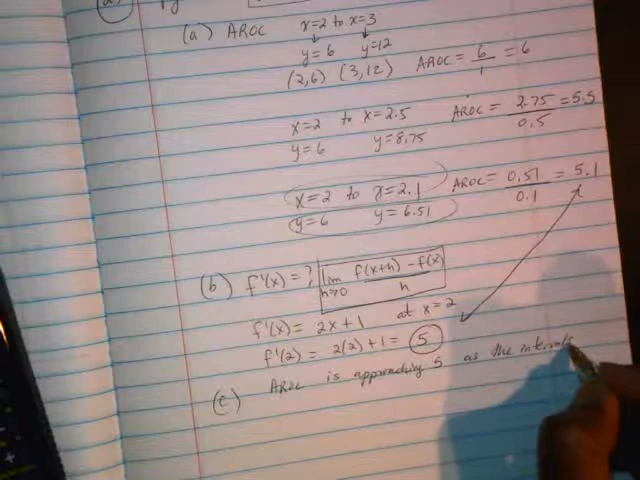 (a) AROC x=2 to x=3
y=6 y=12
(2,6) (3,12) AROC = 6/1 = 6
x=2 to x=2.5 AROC = 2.75/0.5 = 5.5
y=6 y=8.75
x=2 to x=2.1 AROC = 0.51/0.1 = 5.1
y=6 y=6.51
(b) f'(x) = ? lim h→0 f(x+h) - f(x) / h
f'(x) = 2x+1 at x=2
f'(2) = 2(2)+1 = 5
(c) AROC is approaching 5 as the intervals